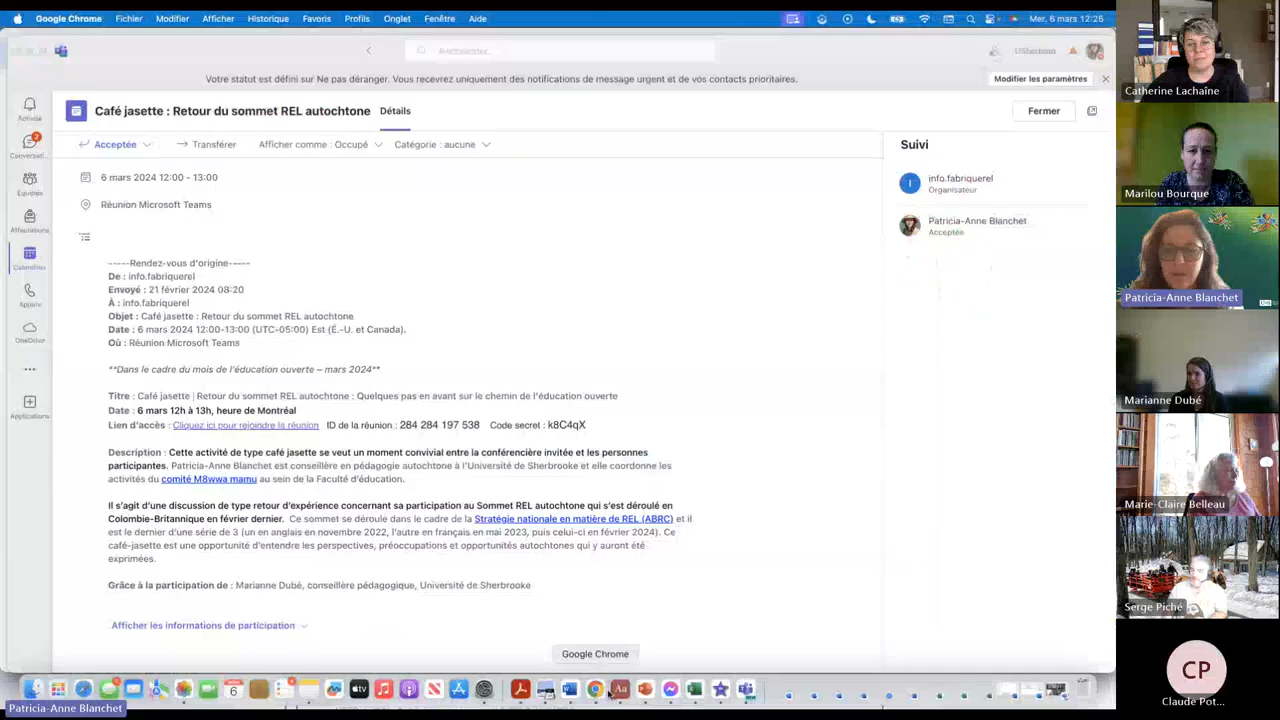 Google Chrome Fichier Modifier Afficher Historique Favoris Profils Onglet Fenêtre Aide
Mer. 6 mars 12:25
USherbrooke
Votre statut est défini sur Ne pas déranger. Vous recevrez uniquement des notifications de message urgent et de vos contacts prioritaires.
Modifier les paramètres
Café jasette : Retour du sommet REL autochtone
Détails
Fermer
Acceptée
Transférer
Afficher comme : Occupé
Catégorie : aucune
Suivi
6 mars 2024 12:00 - 13:00
Réunion Microsoft Teams
info.fabriquerel
Organisateur
Patricia-Anne Blanchet
Acceptée
Activité
2
Conversat...
Équipes
Affectations
Calendrier
Appels
OneDrive
Applications
-----Rendez-vous d'origine-----
De : info.fabriquerel
Envoyé : 21 février 2024 08:20
À : info.fabriquerel
Objet : Café jasette : Retour du sommet REL autochtone
Date : 6 mars 2024 12:00-13:00 (UTC-05:00) Est (É.-U. et Canada).
Où : Réunion Microsoft Teams
**Dans le cadre du mois de l'éducation ouverte – mars 2024**
Titre : Café jasette | Retour du sommet REL autochtone : Quelques pas en avant sur le chemin de l'éducation ouverte
Date : 6 mars 12h à 13h, heure de Montréal
Lien d'accès : Cliquez ici pour rejoindre la réunion ID de la réunion : 284 284 197 538 Code secret : k8C4qX
Description : Cette activité de type café jasette se veut un moment convivial entre la conférencière invitée et les personnes
participantes. Patricia-Anne Blanchet est conseillère en pédagogie autochtone à l'Université de Sherbrooke et elle coordonne les
activités du comité M8wwa mamu au sein de la Faculté d'éducation.
Il s'agit d'une discussion de type retour d'expérience concernant sa participation au Sommet REL autochtone qui s'est déroulé en
Colombie-Britannique en février dernier. Ce sommet se déroule dans le cadre de la Stratégie nationale en matière de REL (ABRC) et il
est le dernier d'une série de 3 (un en anglais en novembre 2022, l'autre en français en mai 2023, puis celui-ci en février 2024). Ce
café-jasette est une opportunité d'entendre les perspectives, préoccupations et opportunités autochtones qui y auront été
exprimées.
Grâce à la participation de : Marianne Dubé, conseillère pédagogique, Université de Sherbrooke
Afficher les informations de participation
Google Chrome
Patricia-Anne Blanchet
Catherine Lachaîne
Marilou Bourque
Patricia-Anne Blanchet
Marianne Dubé
Marie-Claire Belleau
Serge Piché
CP
Claude Pot...